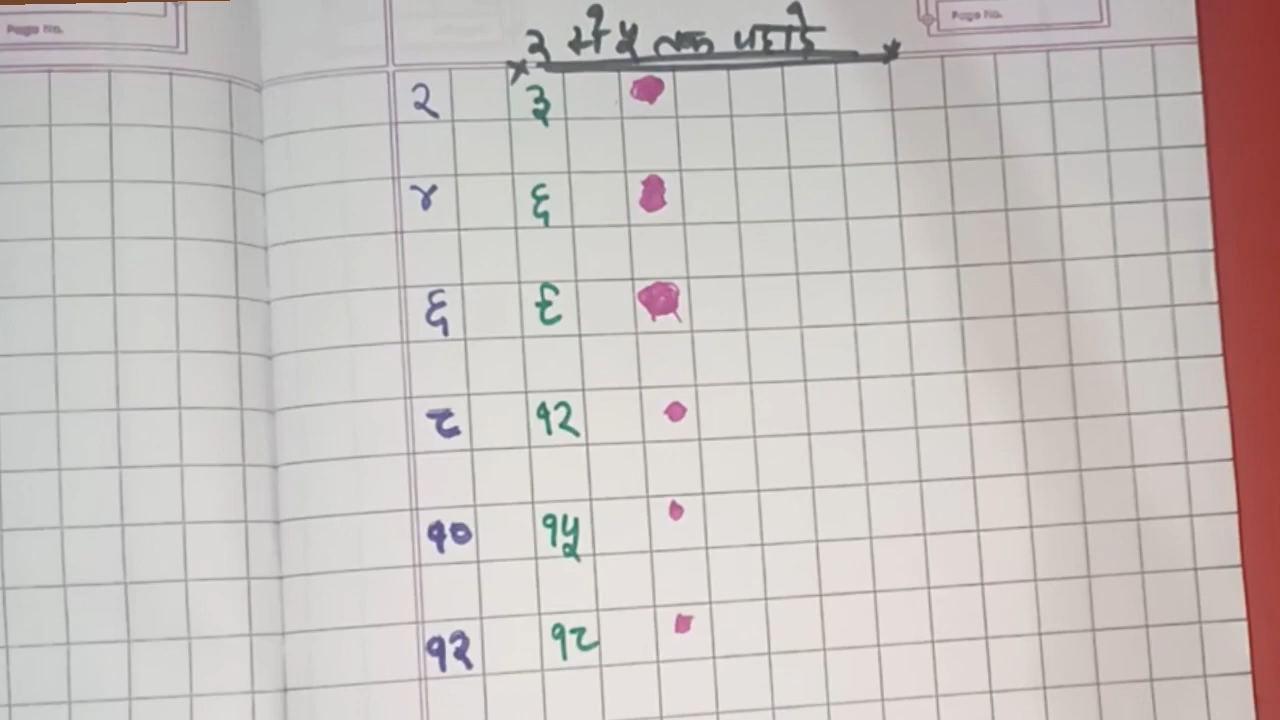 Page No.
Page No.
२ से ५ तक पहाड़े
२ ३
४ ६
६ ९
८ १२
१० १५
१२ १८